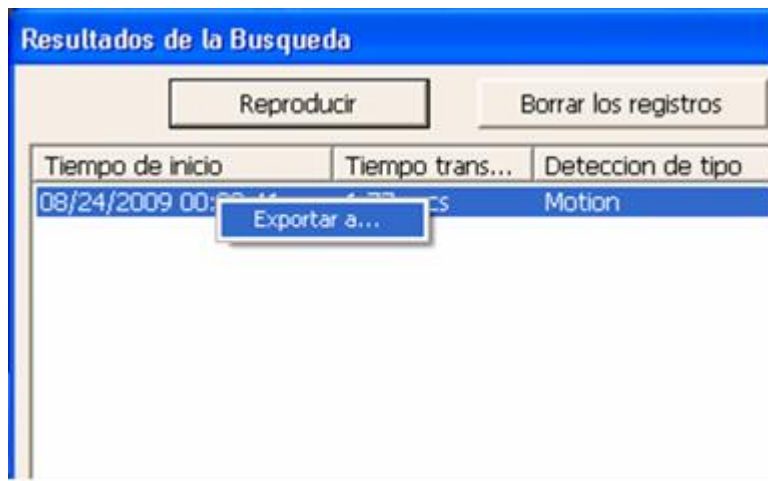 Resultados de la Busqueda
Reproducir Borrar los registros
Tiempo de inicio Tiempo trans... Deteccion de tipo
08/24/2009 Motion
Exportar a...